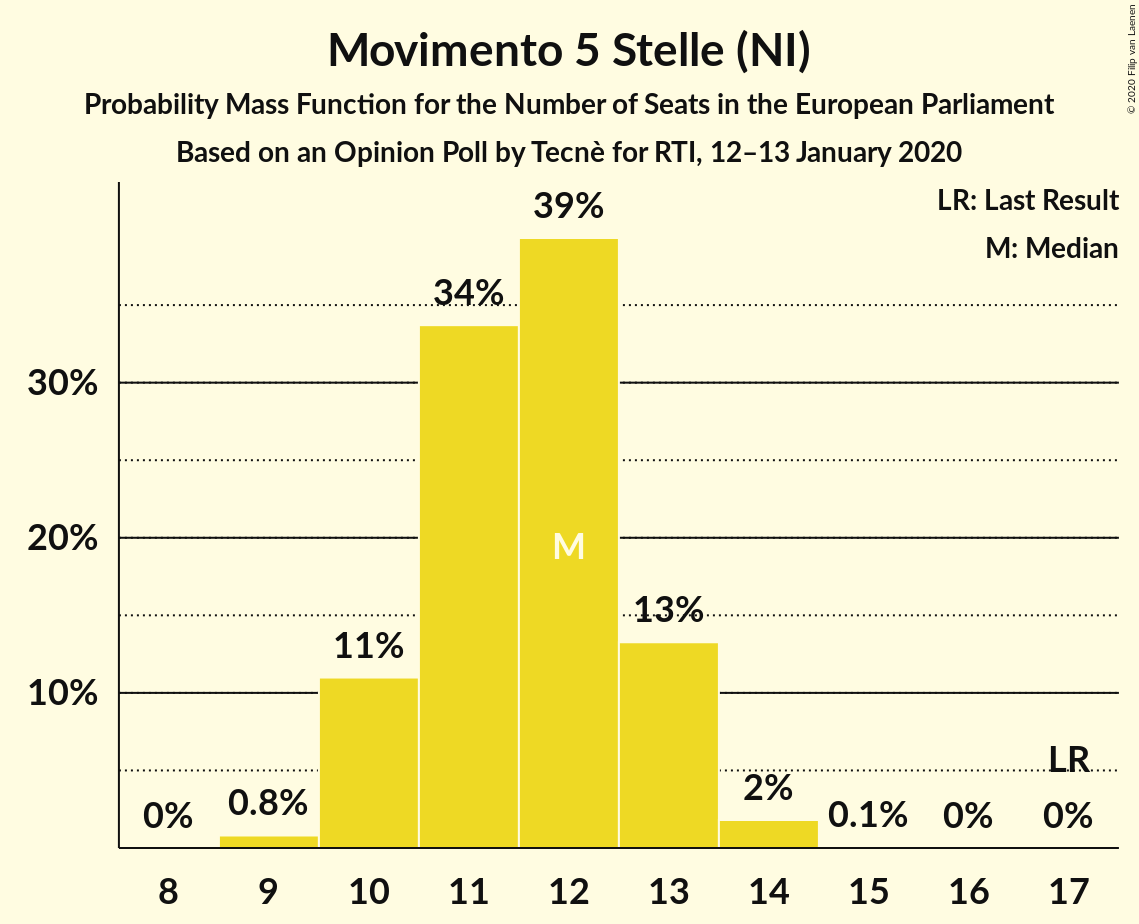 Movimento 5 Stelle (NI)
Probability Mass Function for the Number of Seats in the European Parliament
Based on an Opinion Poll by Tecnè for RTI, 12–13 January 2020
© 2020 Filip van Laenen
LR: Last Result
M: Median
39%
34%
30%
20%
M
13%
11%
10%
LR
0%
0.8%
2%
0.1%
0%
0%
8 9 10 11 12 13 14 15 16 17